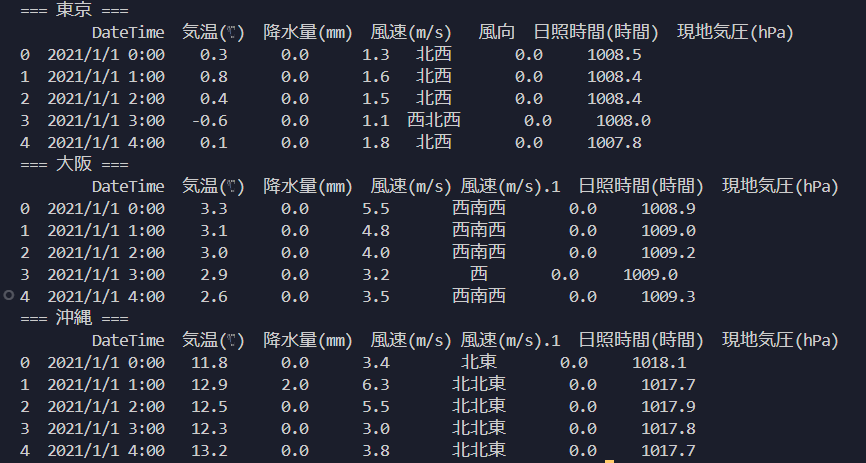 === 東京 ===
DateTime 気温(℃) 降水量(mm) 風速(m/s) 風向 日照時間(時間) 現地気圧(hPa)
0 2021/1/1 0:00 0.3 0.0 1.3 北西 0.0 1008.5
1 2021/1/1 1:00 0.8 0.0 1.6 北西 0.0 1008.4
2 2021/1/1 2:00 0.4 0.0 1.5 北西 0.0 1008.4
3 2021/1/1 3:00 -0.6 0.0 1.1 西北西 0.0 1008.0
4 2021/1/1 4:00 0.1 0.0 1.8 北西 0.0 1007.8
=== 大阪 ===
DateTime 気温(℃) 降水量(mm) 風速(m/s) 風速(m/s).1 日照時間(時間) 現地気圧(hPa)
0 2021/1/1 0:00 3.3 0.0 5.5 西南西 0.0 1008.9
1 2021/1/1 1:00 3.1 0.0 4.8 西南西 0.0 1009.0
2 2021/1/1 2:00 3.0 0.0 4.0 西南西 0.0 1009.2
3 2021/1/1 3:00 2.9 0.0 3.2 西 0.0 1009.0
4 2021/1/1 4:00 2.6 0.0 3.5 西南西 0.0 1009.3
=== 沖縄 ===
DateTime 気温(℃) 降水量(mm) 風速(m/s) 風速(m/s).1 日照時間(時間) 現地気圧(hPa)
0 2021/1/1 0:00 11.8 0.0 3.4 北東 0.0 1018.1
1 2021/1/1 1:00 12.9 2.0 6.3 北北東 0.0 1017.7
2 2021/1/1 2:00 12.5 0.0 5.5 北北東 0.0 1017.9
3 2021/1/1 3:00 12.3 0.0 3.0 北北東 0.0 1017.8
4 2021/1/1 4:00 13.2 0.0 3.8 北北東 0.0 1017.7